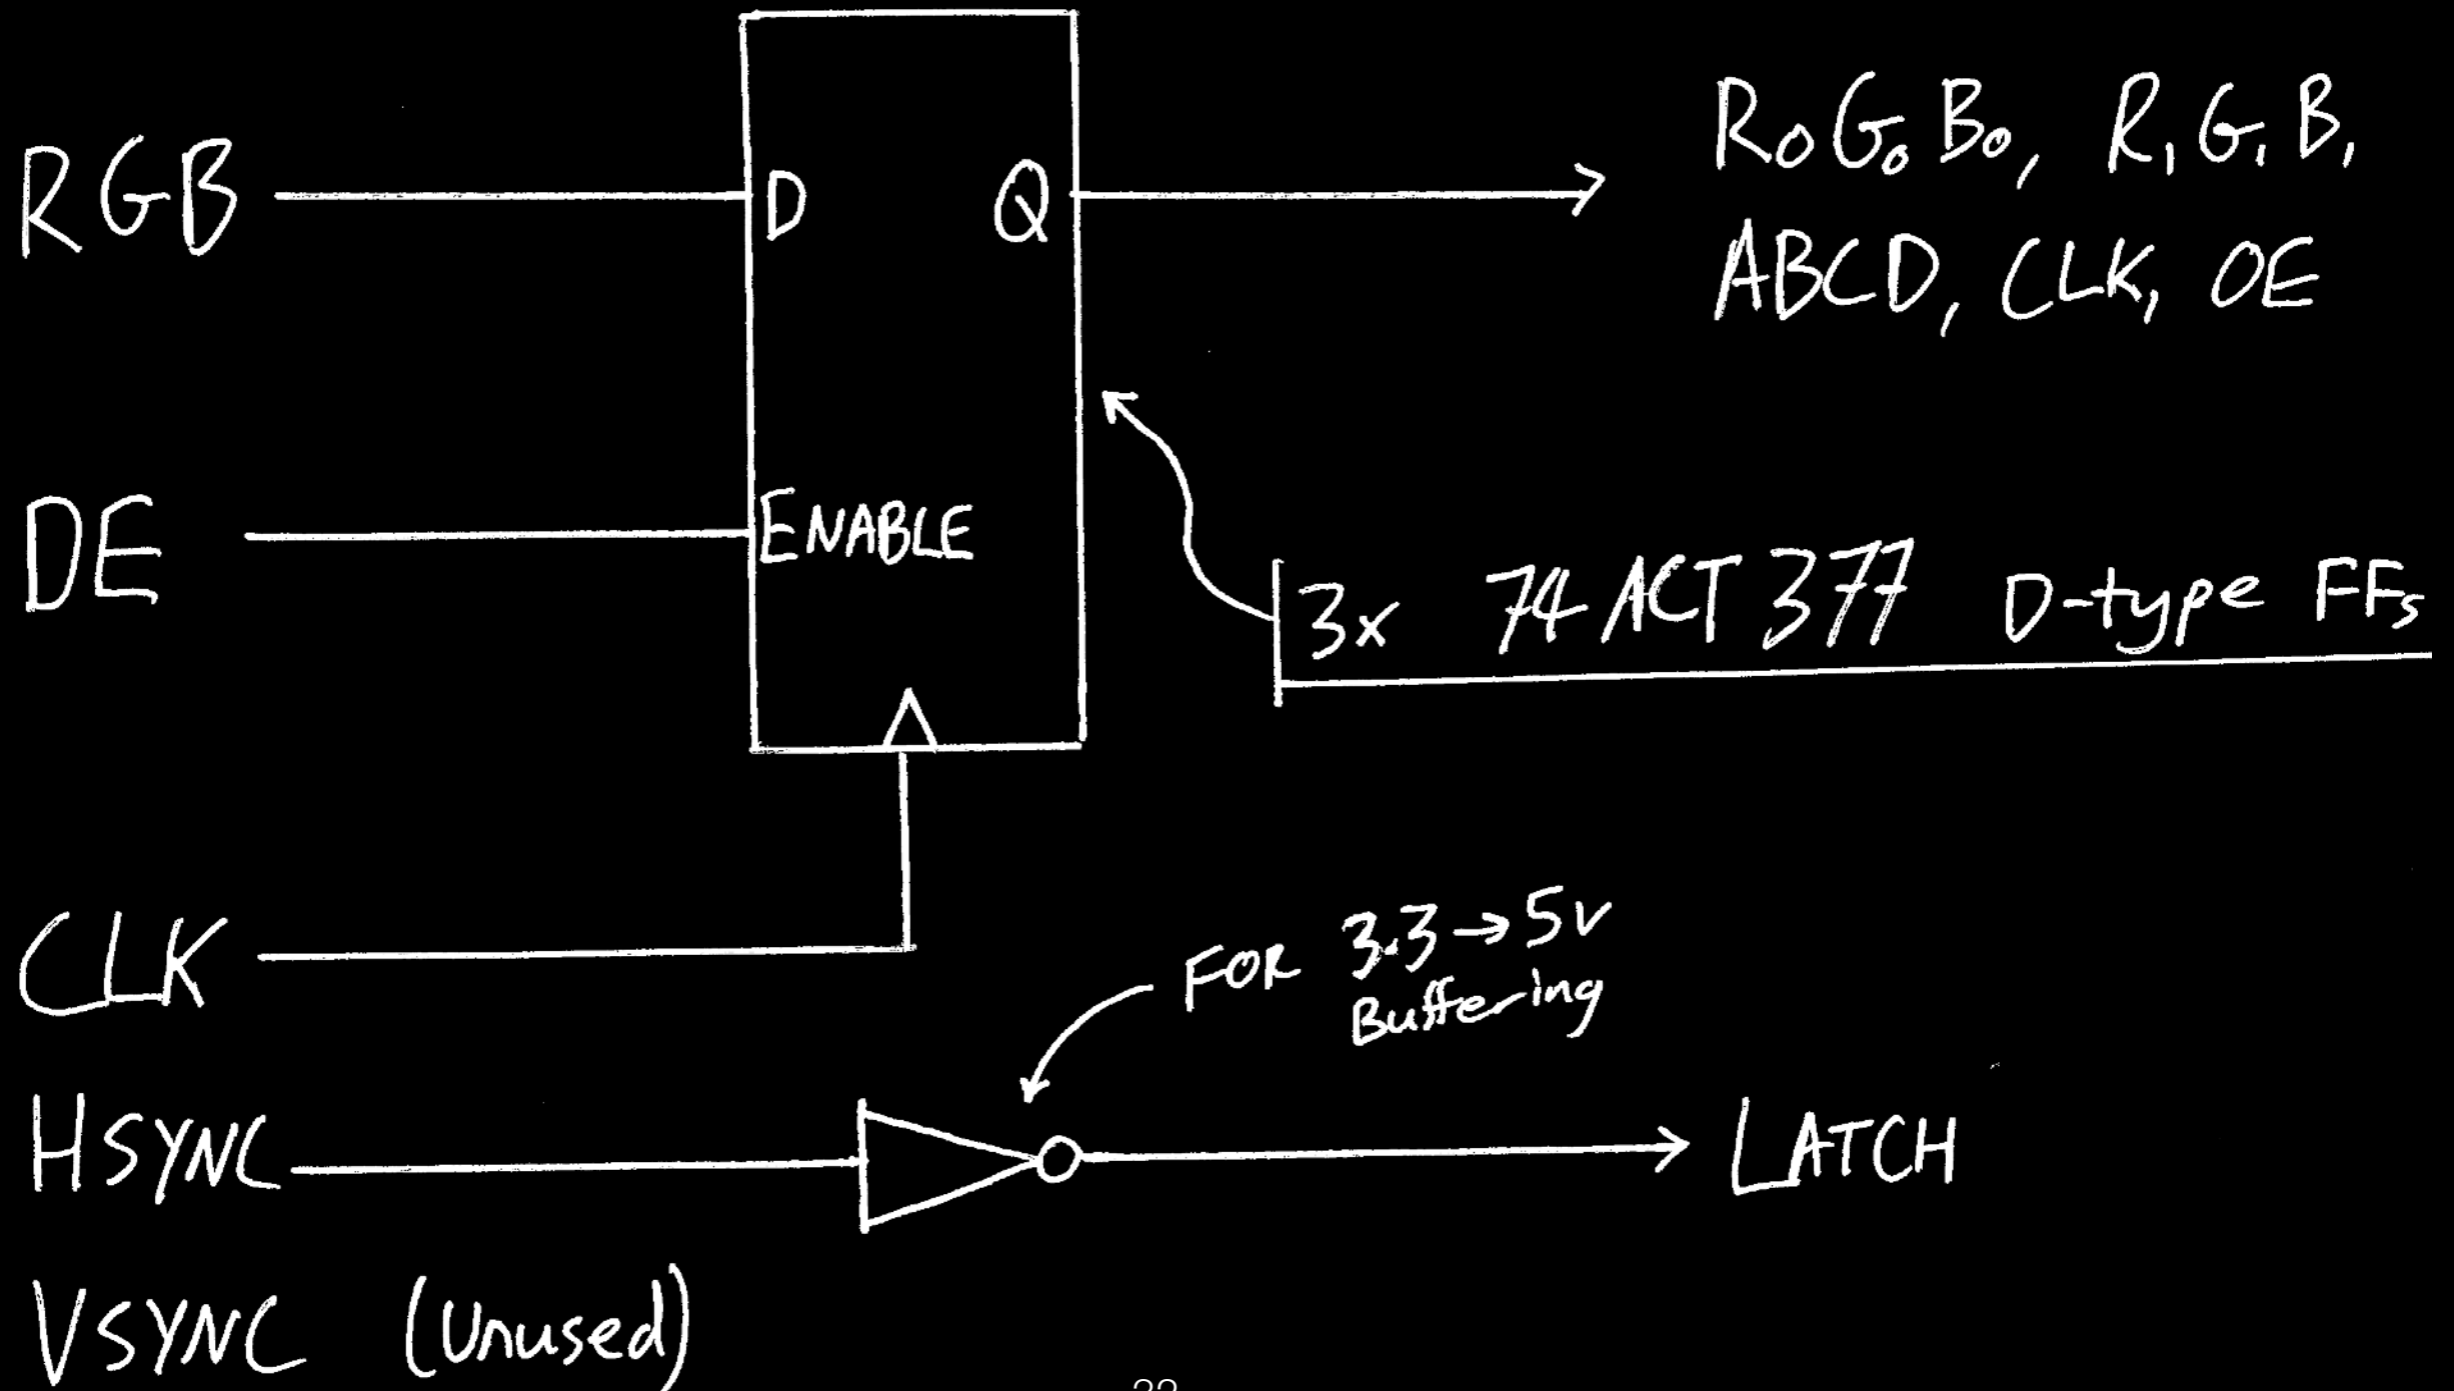 RGB
D
Q
R0G0B0, R1G1B1,
ABCD, CLK, OE
DE
ENABLE
3x 74ACT377 D-type FFs
CLK
FOR 3.3→5v
Buffering
HSYNC
LATCH
VSYNC (Unused)